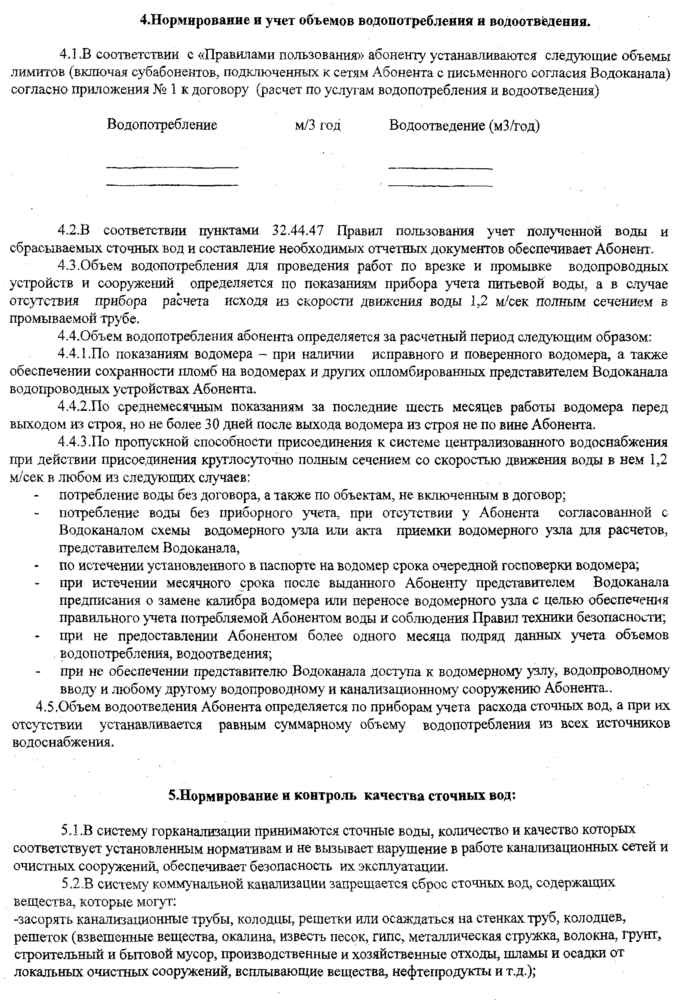 4.Нормирование и учет объемов водопотребления и водоотведения.
4.1.В соответствии с «Правилами пользования» абоненту устанавливаются следующие объемы
лимитов (включая субабонентов, подключенных к сетям Абонента с письменного согласия Водоканала)
согласно приложения № 1 к договору (расчет по услугам водопотребления и водоотведения)
Водопотребление м/3 год Водоотведение (м3/год)
4.2.В соответствии пунктами 32.44.47 Правил пользования учет полученной воды и
сбрасываемых сточных вод и составление необходимых отчетных документов обеспечивает Абонент.
4.3.Объем водопотребления для проведения работ по врезке и промывке водопроводных
устройств и сооружений определяется по показаниям прибора учета питьевой воды, а в случае
отсутствия прибора расчета исходя из скорости движения воды 1,2 м/сек полным сечением в
промываемой трубе.
4.4.Объем водопотребления абонента определяется за расчетный период следующим образом:
4.4.1.По показаниям водомера – при наличии исправного и поверенного водомера, а также
обеспечении сохранности пломб на водомерах и других опломбированных представителем Водоканала
водопроводных устройствах Абонента.
4.4.2.По среднемесячным показаниям за последние шесть месяцев работы водомера перед
выходом из строя, но не более 30 дней после выхода водомера из строя не по вине Абонента.
4.4.3.По пропускной способности присоединения к системе централизованного водоснабжения
при действии присоединения круглосуточно полным сечением со скоростью движения воды в нем 1,2
м/сек в любом из следующих случаев:
- потребление воды без договора, а также по объектам, не включенным в договор;
- потребление воды без приборного учета, при отсутствии у Абонента согласованной с
Водоканалом схемы водомерного узла или акта приемки водомерного узла для расчетов,
представителем Водоканала,
- по истечении установленного в паспорте на водомер срока очередной госповерки водомера;
- при истечении месячного срока после выданного Абоненту представителем Водоканала
предписания о замене калибра водомера или переносе водомерного узла с целью обеспечения
правильного учета потребляемой Абонентом воды и соблюдения Правил техники безопасности;
- при не предоставлении Абонентом более одного месяца подряд данных учета объемов
водопотребления, водоотведения;
- при не обеспечении представителю Водоканала доступа к водомерному узлу, водопроводному
вводу и любому другому водопроводному и канализационному сооружению Абонента..
4.5.Объем водоотведения Абонента определяется по приборам учета расхода сточных вод, а при их
отсутствии устанавливается равным суммарному объему водопотребления из всех источников
водоснабжения.
5.Нормирование и контроль качества сточных вод:
5.1.В систему горканализации принимаются сточные воды, количество и качество которых
соответствует установленным нормативам и не вызывает нарушение в работе канализационных сетей и
очистных сооружений, обеспечивает безопасность их эксплуатации.
5.2.В систему коммунальной канализации запрещается сброс сточных вод, содержащих
вещества, которые могут:
-засорять канализационные трубы, колодцы, решетки или осаждаться на стенках труб, колодцев,
решеток (взвешенные вещества, окалина, известь песок, гипс, металлическая стружка, волокна, грунт,
строительный и бытовой мусор, производственные и хозяйственные отходы, шламы и осадки от
локальных очистных сооружений, всплывающие вещества, нефтепродукты и т.д.);